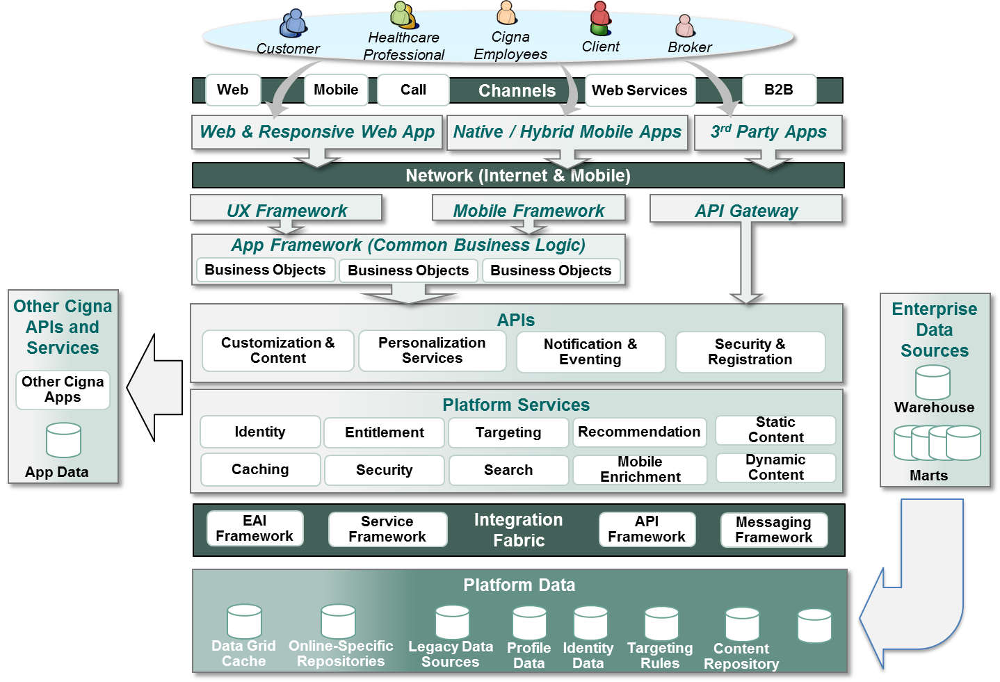 Customer
Healthcare
Professional
Cigna
Employees
Client
Broker
Web
Mobile
Call
Channels
Web Services
B2B
Web & Responsive Web App
Native / Hybrid Mobile Apps
3rd Party Apps
Network (Internet & Mobile)
UX Framework
Mobile Framework
API Gateway
App Framework (Common Business Logic)
Business Objects
Business Objects
Business Objects
Other Cigna
APIs and
Services
Other Cigna
Apps
App Data
APIs
Customization &
Content
Personalization
Services
Notification &
Eventing
Security &
Registration
Platform Services
Identity
Entitlement
Targeting
Recommendation
Static
Content
Caching
Security
Search
Mobile
Enrichment
Dynamic
Content
Enterprise
Data
Sources
Warehouse
Marts
EAI
Framework
Service
Framework
Integration
Fabric
API
Framework
Messaging
Framework
Platform Data
Data Grid
Cache
Online-Specific
Repositories
Legacy Data
Sources
Profile
Data
Identity
Data
Targeting
Rules
Content
Repository